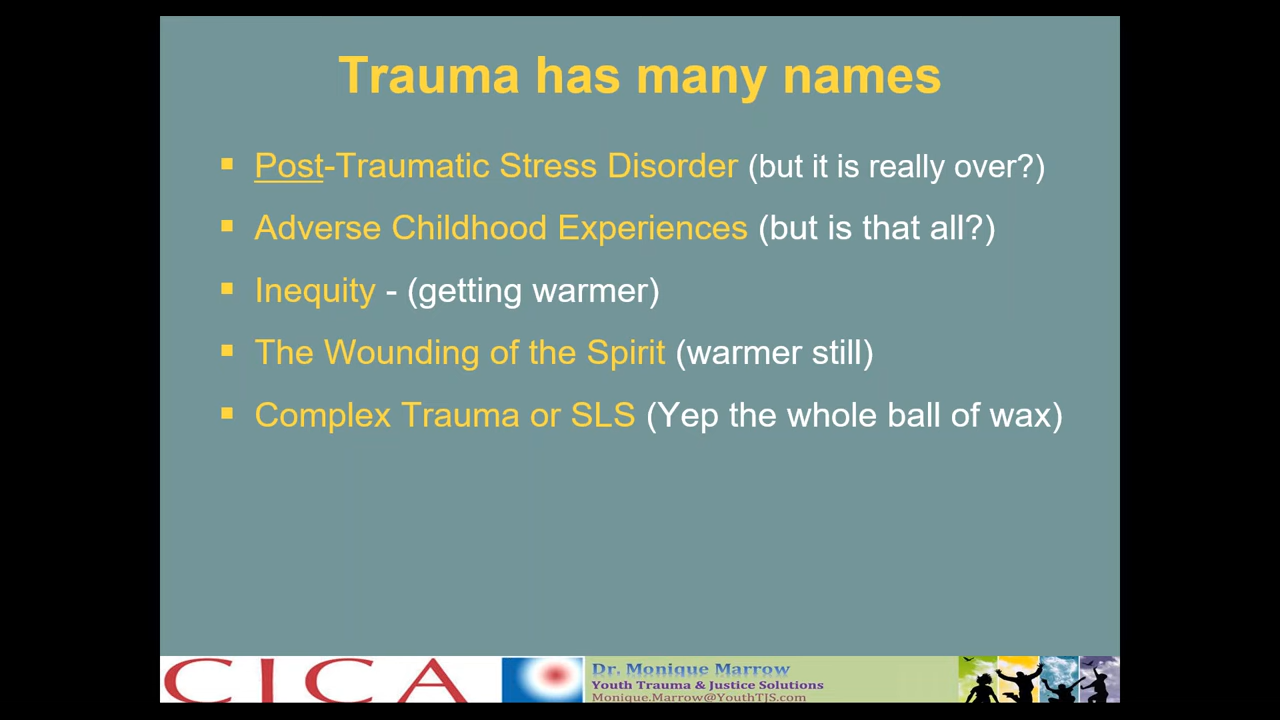 Trauma has many names
▪ Post-Traumatic Stress Disorder (but it is really over?)
▪ Adverse Childhood Experiences (but is that all?)
▪ Inequity - (getting warmer)
▪ The Wounding of the Spirit (warmer still)
▪ Complex Trauma or SLS (Yep the whole ball of wax)
CICA
Dr. Monique Marrow
Youth Trauma & Justice Solutions
Monique.Marrow@YouthTJS.com